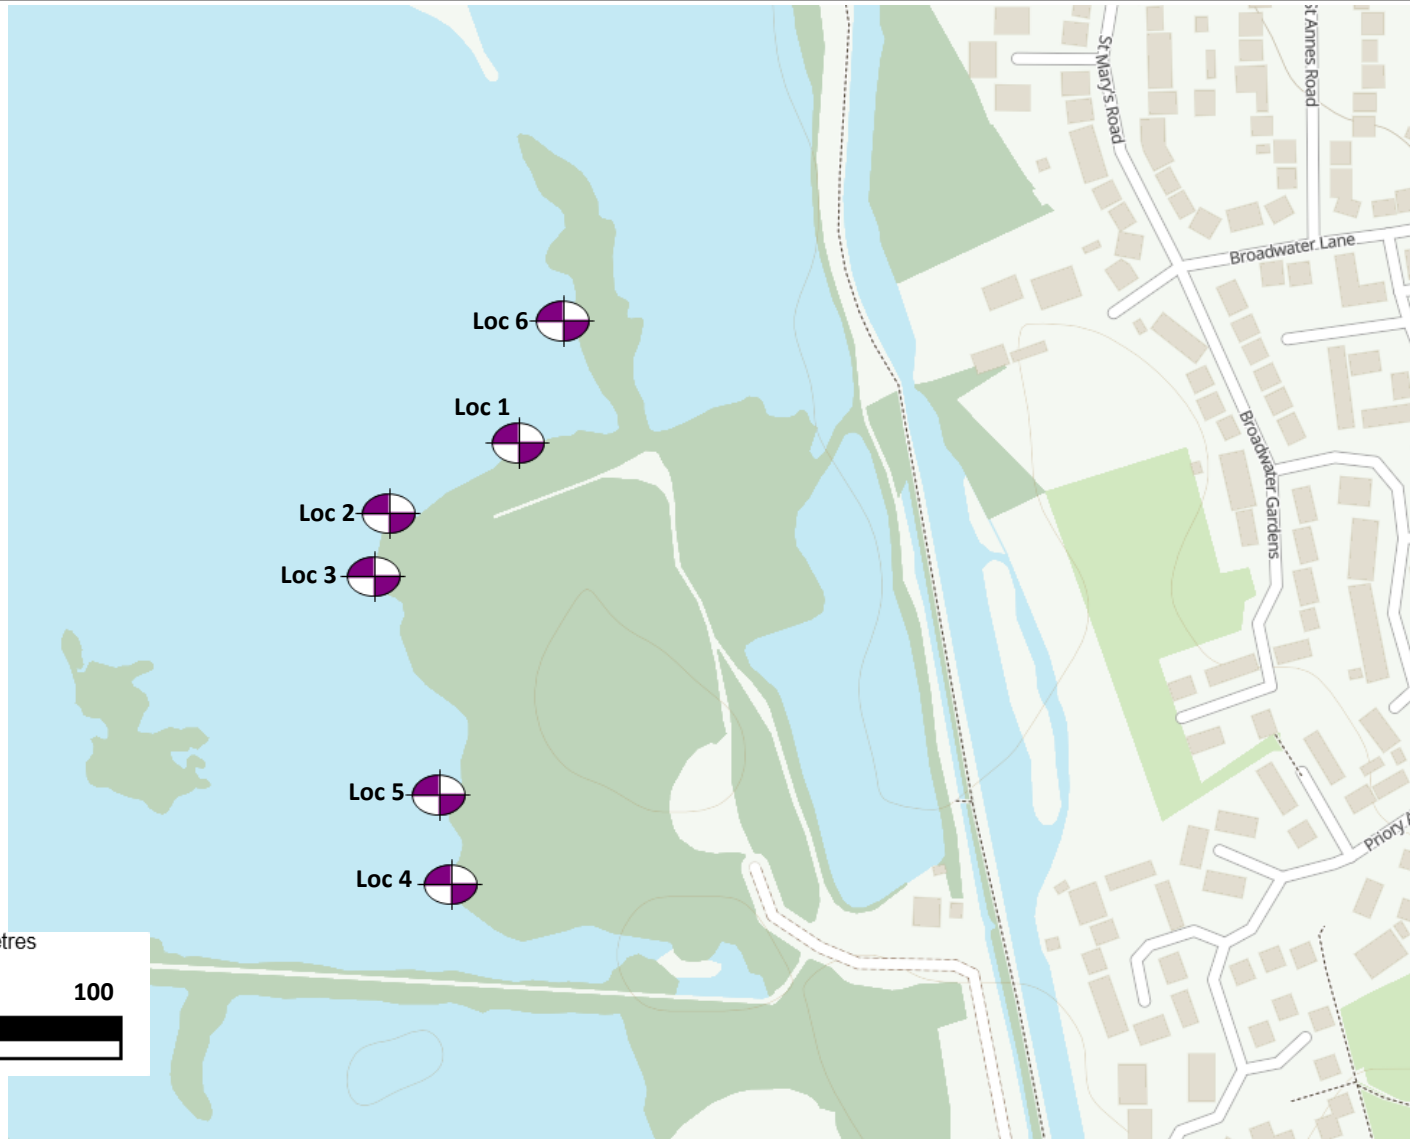 St Mary's Road
St Annes Road
Broadwater Lane
Loc 6
Loc 1
Broadwater Gardens
Loc 2
Loc 3
Loc 5
Priory
Loc 4
100